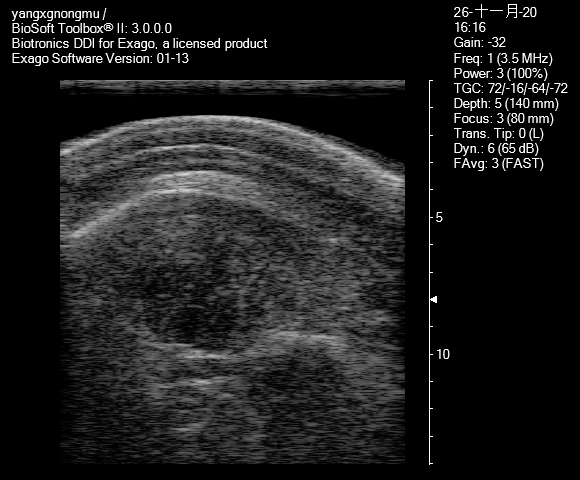 yangxgnongmu /
BioSoft Toolbox® II: 3.0.0.0
Biotronics DDI for Exago, a licensed product
Exago Software Version: 01-13
26-十一月-20
16:16
Gain: -32
Freq: 1 (3.5 MHz)
Power: 3 (100%)
TGC: 72/-16/-64/-72
Depth: 5 (140 mm)
Focus: 3 (80 mm)
Trans. Tip: 0 (L)
Dyn.: 6 (65 dB)
FAvg: 3 (FAST)
5
10